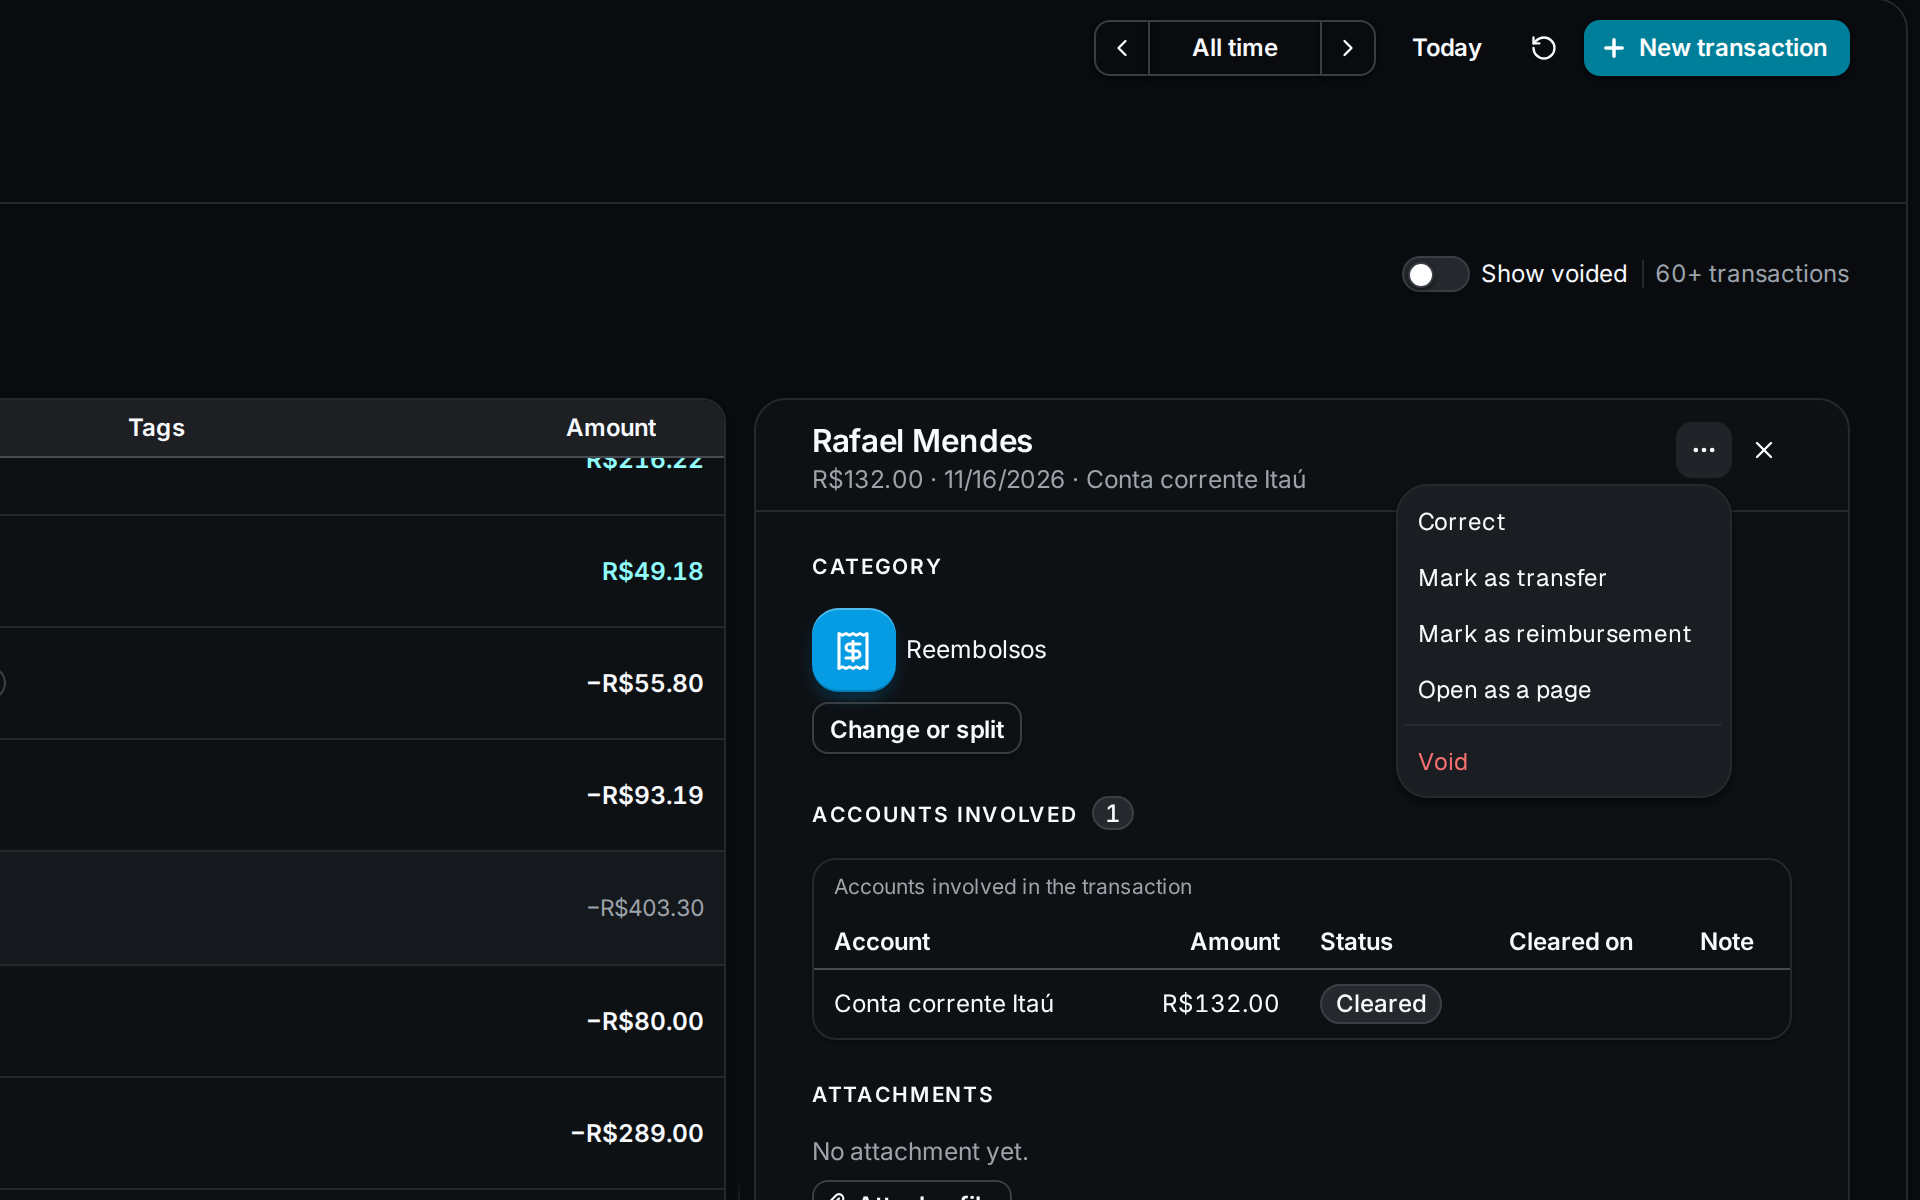 All time
Today
New transaction
Show voided
60+ transactions
Tags
Amount
R$216.22
R$49.18
−R$55.80
−R$93.19
−R$403.30
−R$80.00
−R$289.00
Rafael Mendes
R$132.00 · 11/16/2026 · Conta corrente Itaú
Correct
Mark as transfer
Mark as reimbursement
Open as a page
Void
CATEGORY
Reembolsos
Change or split
ACCOUNTS INVOLVED 1
Accounts involved in the transaction
Account Amount Status Cleared on Note
Conta corrente Itaú R$132.00 Cleared
ATTACHMENTS
No attachment yet.